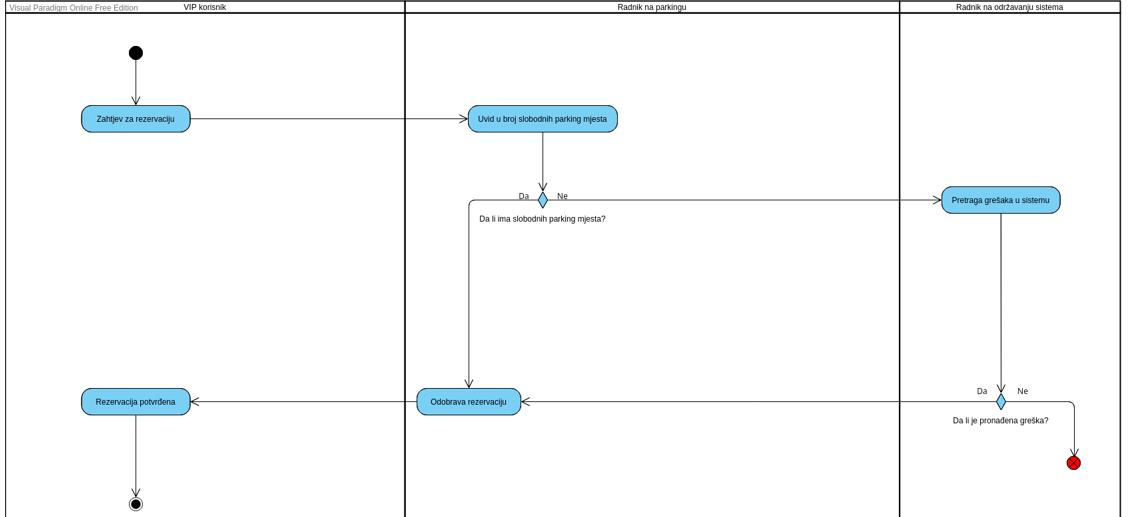 Visual Paradigm Online Free Edition
VIP korisnik
Radnik na parkingu
Radnik na održavanju sistema
Zahtjev za rezervaciju
Uvid u broj slobodnih parking mjesta
Da
Ne
Da li ima slobodnih parking mjesta?
Pretraga grešaka u sistemu
Rezervacija potvrđena
Odobrava rezervaciju
Da
Ne
Da li je pronađena greška?